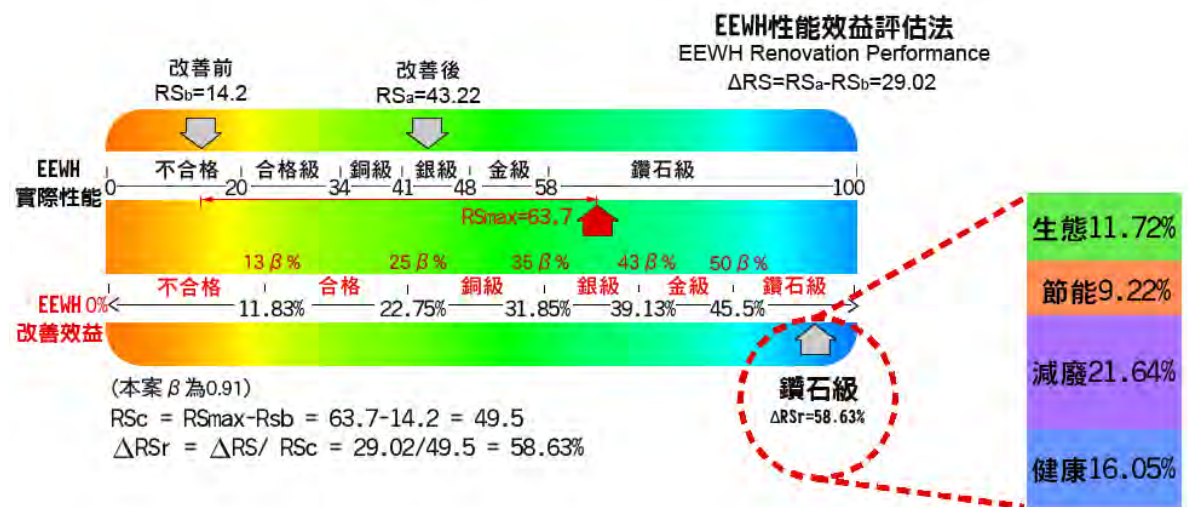 EEWH性能效益評估法
EEWH Renovation Performance
ΔRS=RSa-RSb=29.02
改善前
RSb=14.2
改善後
RSa=43.22
EEWH
實際性能
不合格 合格級 銅級 銀級 金級 鑽石級
0 20 34 41 48 58 100
RSmax=63.7
13β% 25β% 35β% 43β% 50β%
不合格 合格 銅級 銀級 金級 鑽石級
EEWH 0%
改善效益
11.83% 22.75% 31.85% 39.13% 45.5%
(本案β為0.91)
RSc = RSmax-Rsb = 63.7-14.2 = 49.5
△RSr = △RS/ RSc = 29.02/49.5 = 58.63%
鑽石級
ΔRSr=58.63%
生態11.72%
節能9.22%
減廢21.64%
健康16.05%